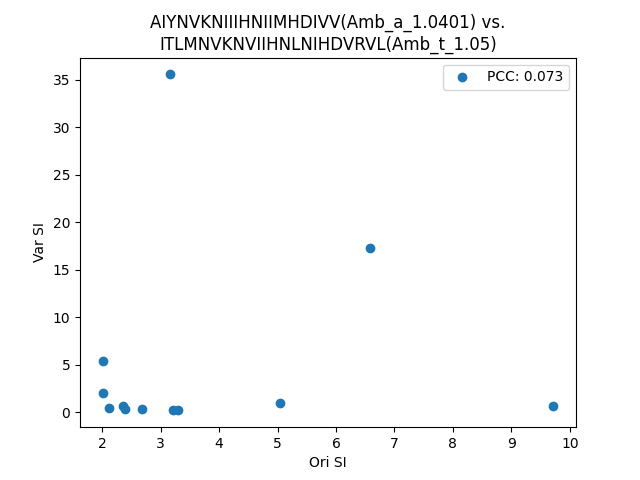 AIYNVKNIIIHNIIMHDIVV(Amb_a_1.0401) vs.
ITLMNVKNVIIHNLNIHDVRVL(Amb_t_1.05)
PCC: 0.073
35
30
25
20
15
10
5
0
Var SI
2 3 4 5 6 7 8 9 10
Ori SI